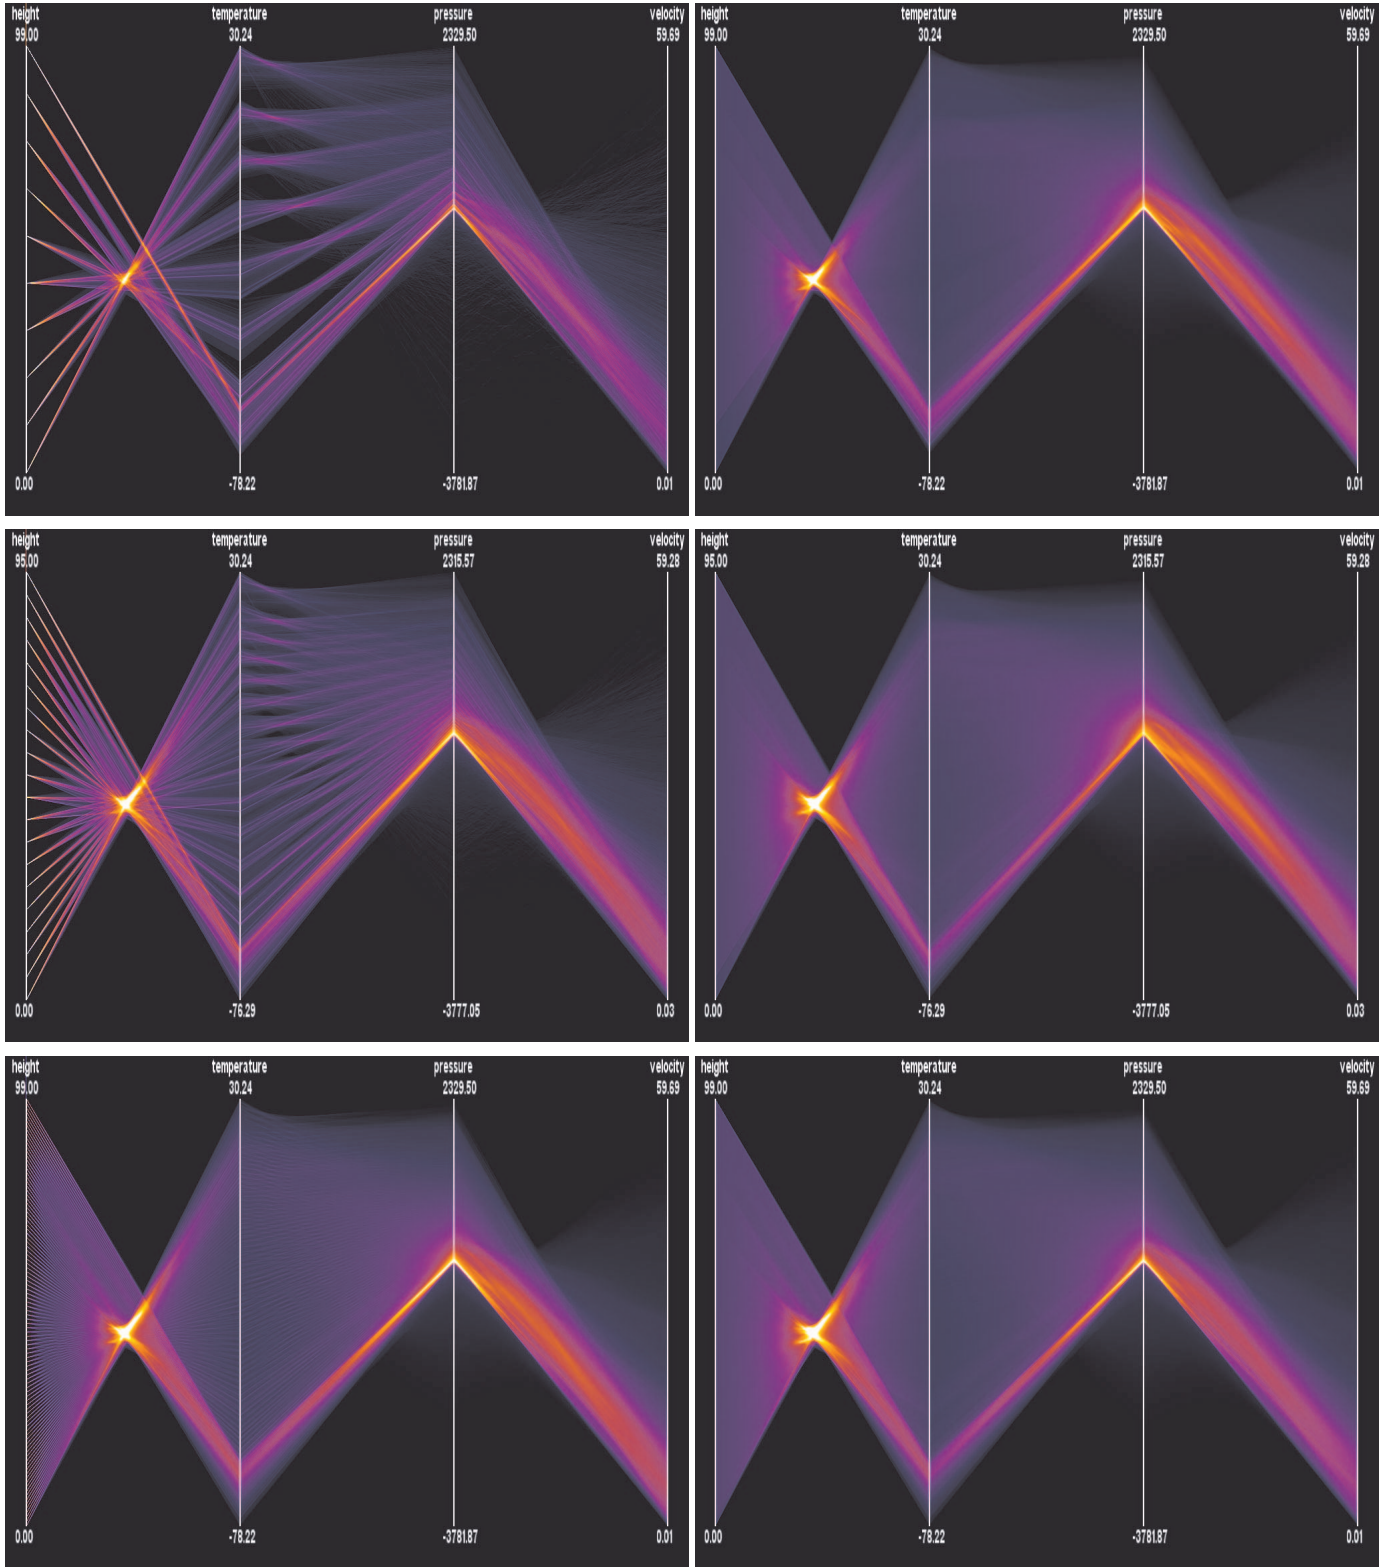 height temperature pressure velocity
99.00 30.24 2329.50 59.69
0.00 -78.22 -3781.87 0.01
height temperature pressure velocity
99.00 30.24 2329.50 59.69
0.00 -78.22 -3781.87 0.01
height temperature pressure velocity
95.00 30.24 2315.57 59.28
0.00 -76.29 -3777.05 0.03
height temperature pressure velocity
95.00 30.24 2315.57 59.28
0.00 -76.29 -3777.05 0.03
height temperature pressure velocity
99.00 30.24 2329.50 59.69
0.00 -78.22 -3781.87 0.01
height temperature pressure velocity
99.00 30.24 2329.50 59.69
0.00 -78.22 -3781.87 0.01